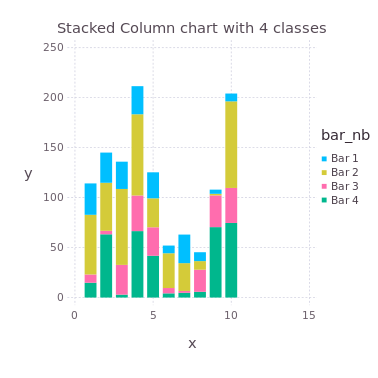 Stacked Column chart with 4 classes
250
200
150
100
50
0
y
0
5
10
15
x
bar_nb
Bar 1
Bar 2
Bar 3
Bar 4